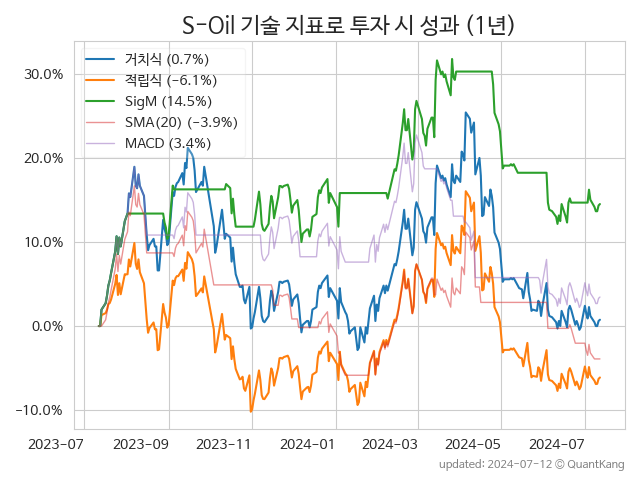 S-Oil 기술 지표로 투자 시 성과 (1년)
거치식 (0.7%)
적립식 (−6.1%)
SigM (14.5%)
SMA(20) (−3.9%)
MACD (3.4%)
30.0%
20.0%
10.0%
0.0%
−10.0%
2023-07 2023-09 2023-11 2024-01 2024-03 2024-05 2024-07
updated: 2024-07-12 © QuantKang